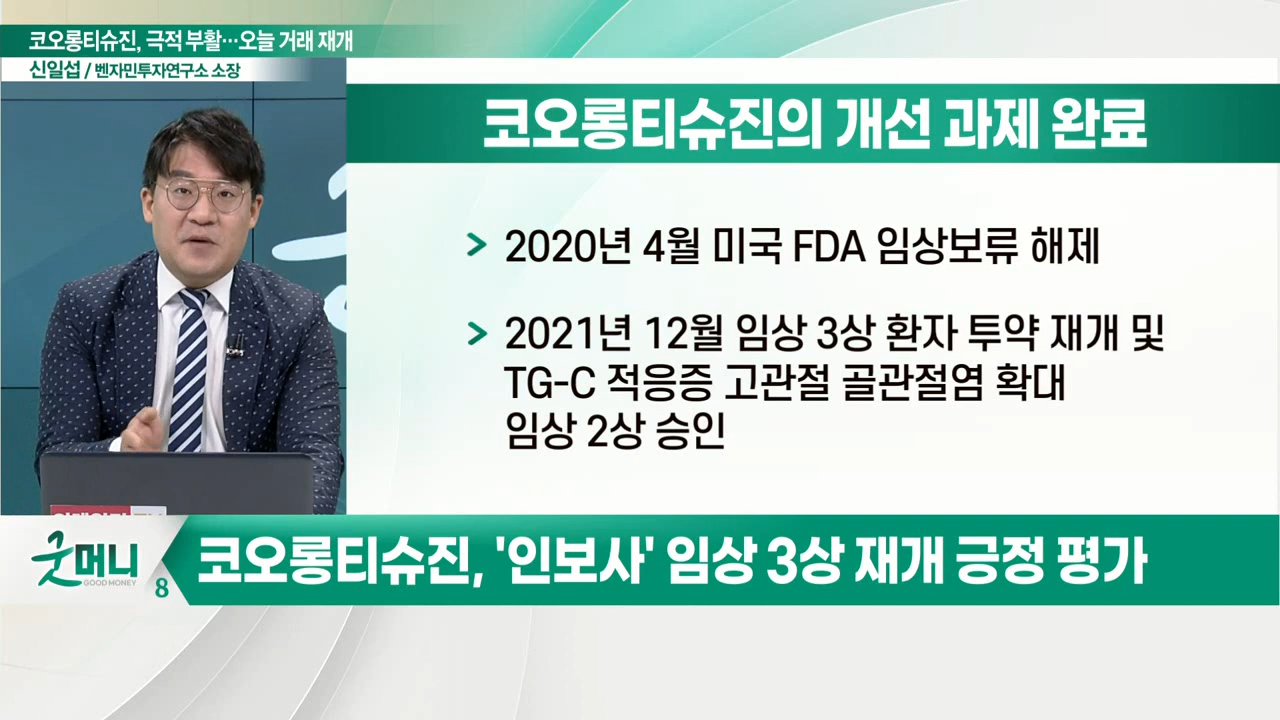 코오롱티슈진, 극적 부활…오늘 거래 재개
신일섭 / 벤자민투자연구소 소장
코오롱티슈진의 개선 과제 완료
> 2020년 4월 미국 FDA 임상보류 해제
> 2021년 12월 임상 3상 환자 투약 재개 및
TG-C 적응증 고관절 골관절염 확대
임상 2상 승인
굿머니
GOOD MONEY
8
코오롱티슈진, '인보사' 임상 3상 재개 긍정 평가